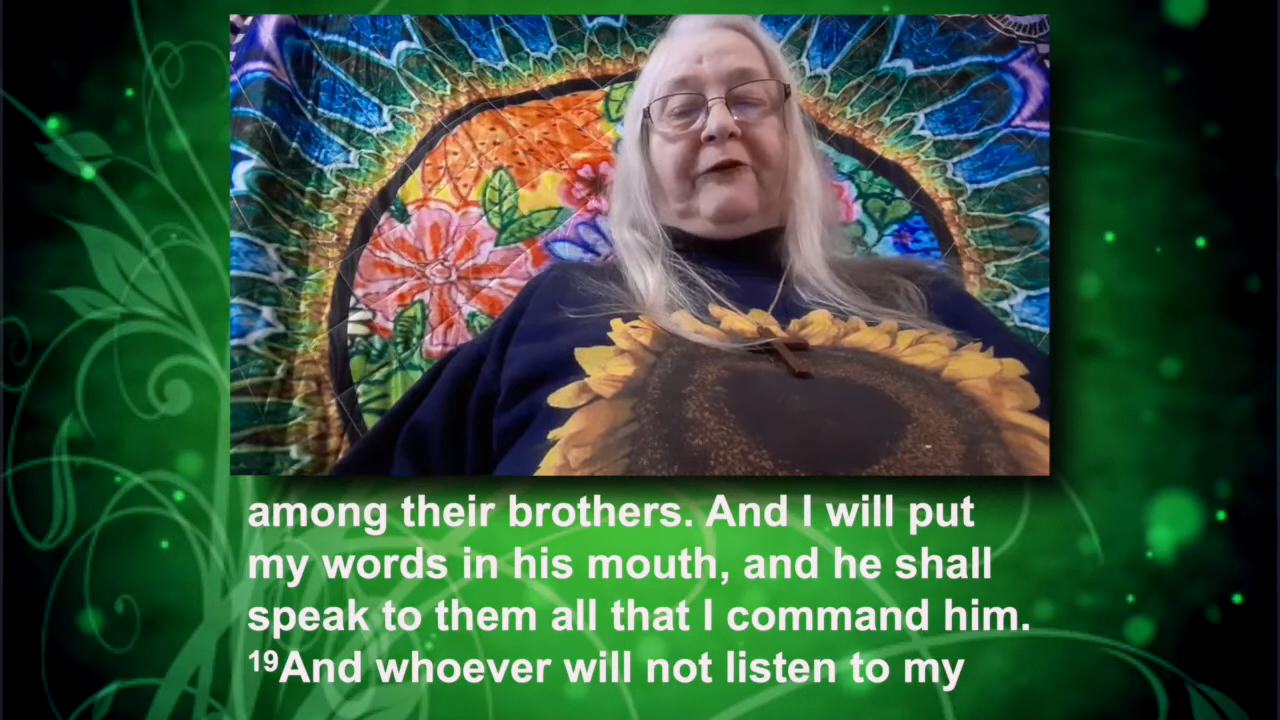 among their brothers. And I will put
my words in his mouth, and he shall
speak to them all that I command him.
¹⁹And whoever will not listen to my